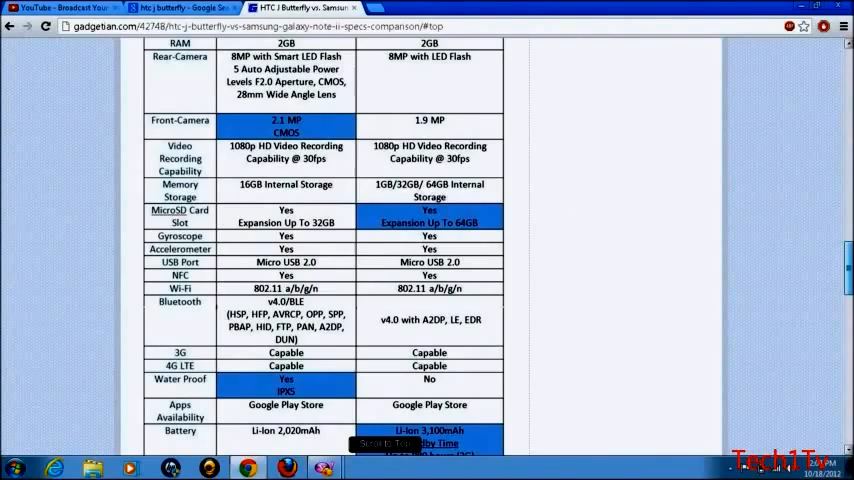 YouTube - Broadcast Your
htc j butterfly - Google Sea
HTC J Butterfly vs. Samsun
gadgetian.com/42748/htc-j-butterfly-vs-samsung-galaxy-note-ii-specs-comparison/#top
RAM 2GB 2GB
Rear-Camera 8MP with Smart LED Flash 8MP with LED Flash
5 Auto Adjustable Power
Levels F2.0 Aperture, CMOS,
28mm Wide Angle Lens
Front-Camera 2.1 MP 1.9 MP
CMOS
Video 1080p HD Video Recording 1080p HD Video Recording
Recording Capability @ 30fps Capability @ 30fps
Capability
Memory 16GB Internal Storage 1GB/32GB/ 64GB Internal
Storage Storage
MicroSD Card Yes Yes
Slot Expansion Up To 32GB Expansion Up To 64GB
Gyroscope Yes Yes
Accelerometer Yes Yes
USB Port Micro USB 2.0 Micro USB 2.0
NFC Yes Yes
Wi-Fi 802.11 a/b/g/n 802.11 a/b/g/n
Bluetooth v4.0/BLE
(HSP, HFP, AVRCP, OPP, SPP, v4.0 with A2DP, LE, EDR
PBAP, HID, FTP, PAN, A2DP,
DUN)
3G Capable Capable
4G LTE Capable Capable
Water Proof Yes No
IPX5
Apps Google Play Store Google Play Store
Availability
Battery Li-Ion 2,020mAh Li-Ion 3,100mAh
Scroll to Top Time
Tech1Tv
10/18/2012